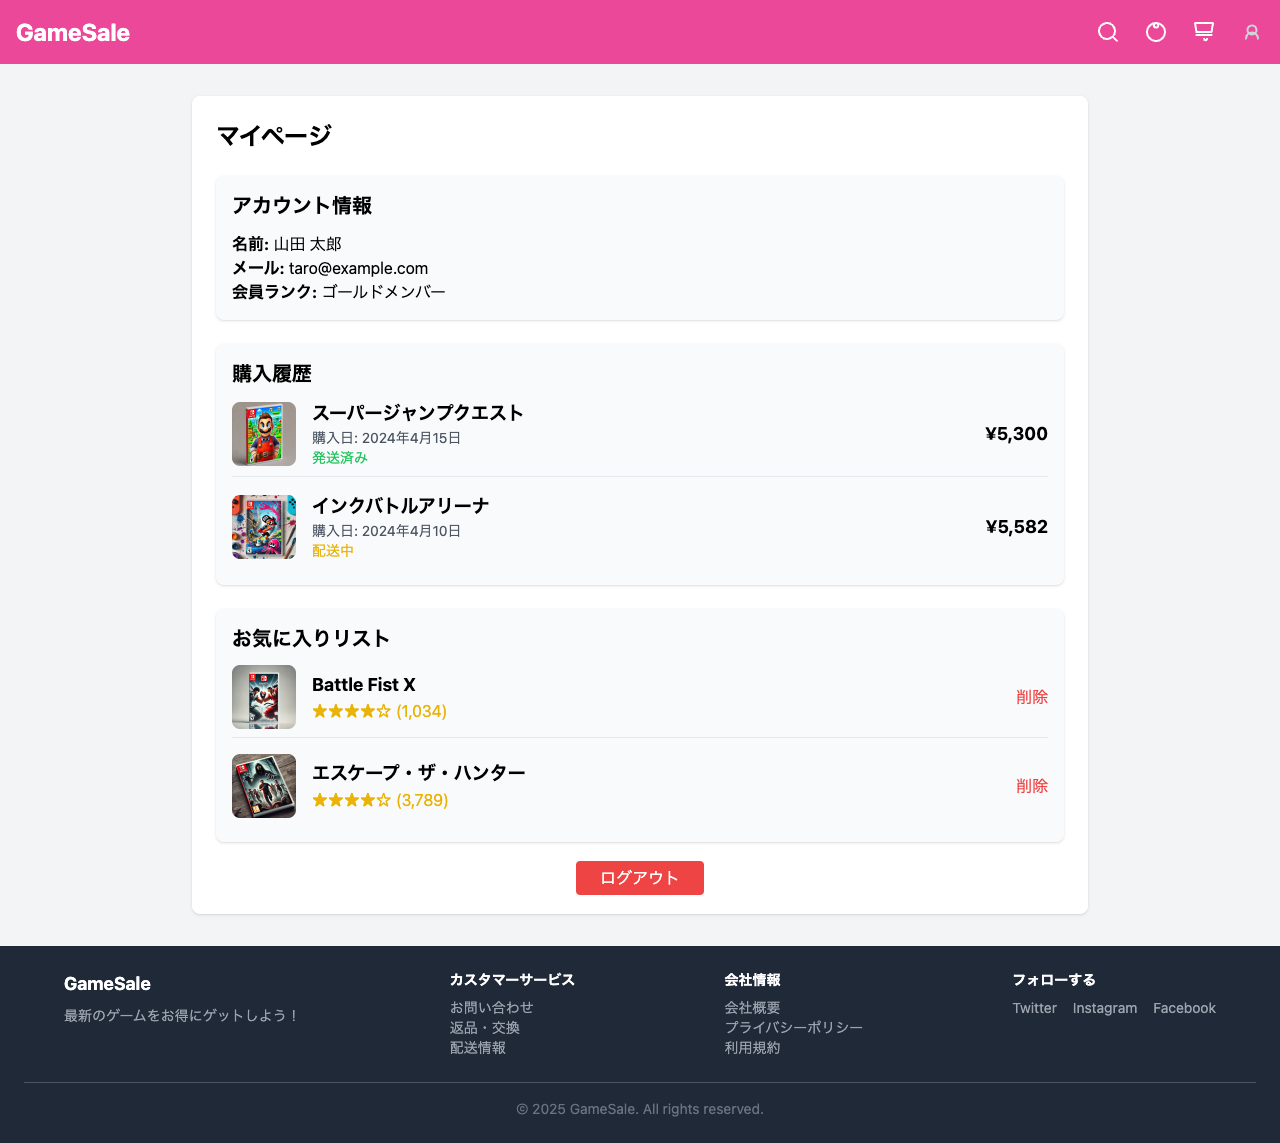 GameSale
マイページ
アカウント情報
名前: 山田 太郎
メール: taro@example.com
会員ランク: ゴールドメンバー
購入履歴
スーパージャンプクエスト
購入日: 2024年4月15日
発送済み
¥5,300
インクバトルアリーナ
購入日: 2024年4月10日
配送中
¥5,582
お気に入りリスト
Battle Fist X
★★★★☆ (1,034)
削除
エスケープ・ザ・ハンター
★★★★☆ (3,789)
削除
ログアウト
GameSale
最新のゲームをお得にゲットしよう！
カスタマーサービス
お問い合わせ
返品・交換
配送情報
会社情報
会社概要
プライバシーポリシー
利用規約
フォローする
Twitter Instagram Facebook
© 2025 GameSale. All rights reserved.